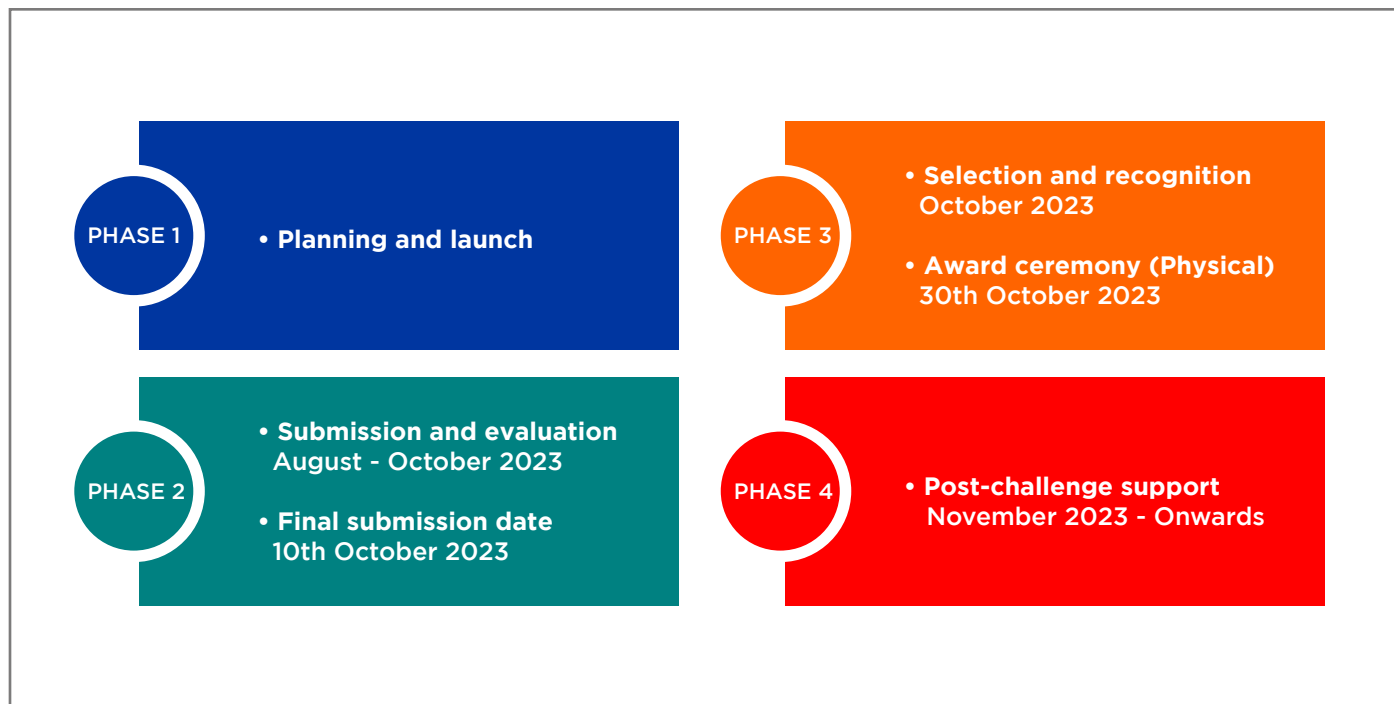 PHASE 1
• Planning and launch
PHASE 2
• Submission and evaluation
August - October 2023
• Final submission date
10th October 2023
PHASE 3
• Selection and recognition
October 2023
• Award ceremony (Physical)
30th October 2023
PHASE 4
• Post-challenge support
November 2023 - Onwards